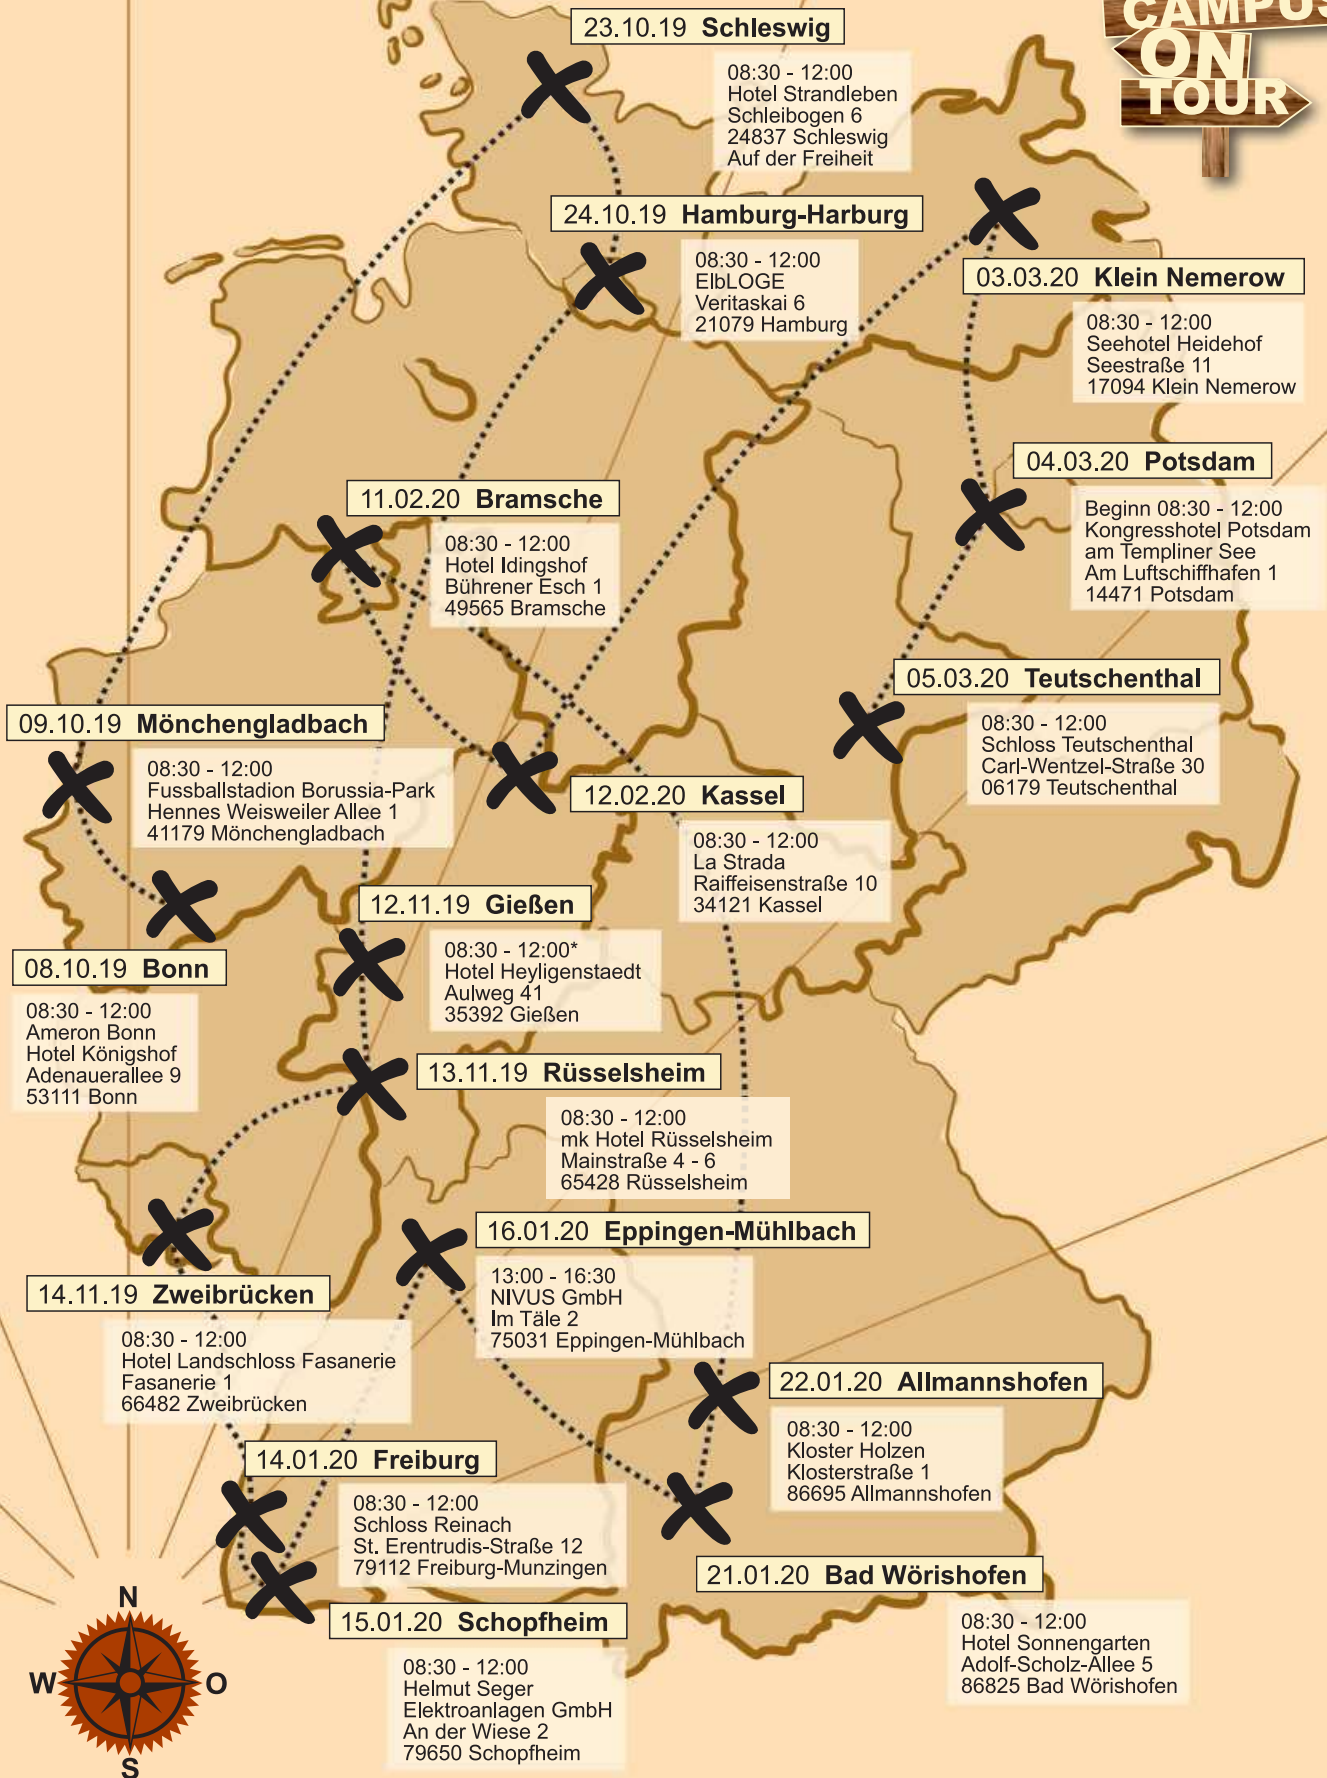 CAMPUS
ON
TOUR
23.10.19 Schleswig
08:30 - 12:00
Hotel Strandleben
Schleibogen 6
24837 Schleswig
Auf der Freiheit
24.10.19 Hamburg-Harburg
08:30 - 12:00
ElbLOGE
Veritaskai 6
21079 Hamburg
03.03.20 Klein Nemerow
08:30 - 12:00
Seehotel Heidehof
Seestraße 11
17094 Klein Nemerow
04.03.20 Potsdam
Beginn 08:30 - 12:00
Kongresshotel Potsdam
am Templiner See
Am Luftschiffhafen 1
14471 Potsdam
11.02.20 Bramsche
08:30 - 12:00
Hotel Idingshof
Bührener Esch 1
49565 Bramsche
05.03.20 Teutschenthal
08:30 - 12:00
Schloss Teutschenthal
Carl-Wentzel-Straße 30
06179 Teutschenthal
09.10.19 Mönchengladbach
08:30 - 12:00
Fussballstadion Borussia-Park
Hennes Weisweiler Allee 1
41179 Mönchengladbach
12.02.20 Kassel
08:30 - 12:00
La Strada
Raiffeisenstraße 10
34121 Kassel
12.11.19 Gießen
08:30 - 12:00*
Hotel Heyligenstaedt
Aulweg 41
35392 Gießen
08.10.19 Bonn
08:30 - 12:00
Ameron Bonn
Hotel Königshof
Adenauerallee 9
53111 Bonn
13.11.19 Rüsselsheim
08:30 - 12:00
mk Hotel Rüsselsheim
Mainstraße 4 - 6
65428 Rüsselsheim
16.01.20 Eppingen-Mühlbach
13:00 - 16:30
NIVUS GmbH
Im Täle 2
75031 Eppingen-Mühlbach
14.11.19 Zweibrücken
08:30 - 12:00
Hotel Landschloss Fasanerie
Fasanerie 1
66482 Zweibrücken
22.01.20 Allmannshofen
08:30 - 12:00
Kloster Holzen
Klosterstraße 1
86695 Allmannshofen
14.01.20 Freiburg
08:30 - 12:00
Schloss Reinach
St. Erentrudis-Straße 12
79112 Freiburg-Munzingen
21.01.20 Bad Wörishofen
08:30 - 12:00
Hotel Sonnengarten
Adolf-Scholz-Allee 5
86825 Bad Wörishofen
15.01.20 Schopfheim
08:30 - 12:00
Helmut Seger
Elektroanlagen GmbH
An der Wiese 2
79650 Schopfheim
N
W O
S